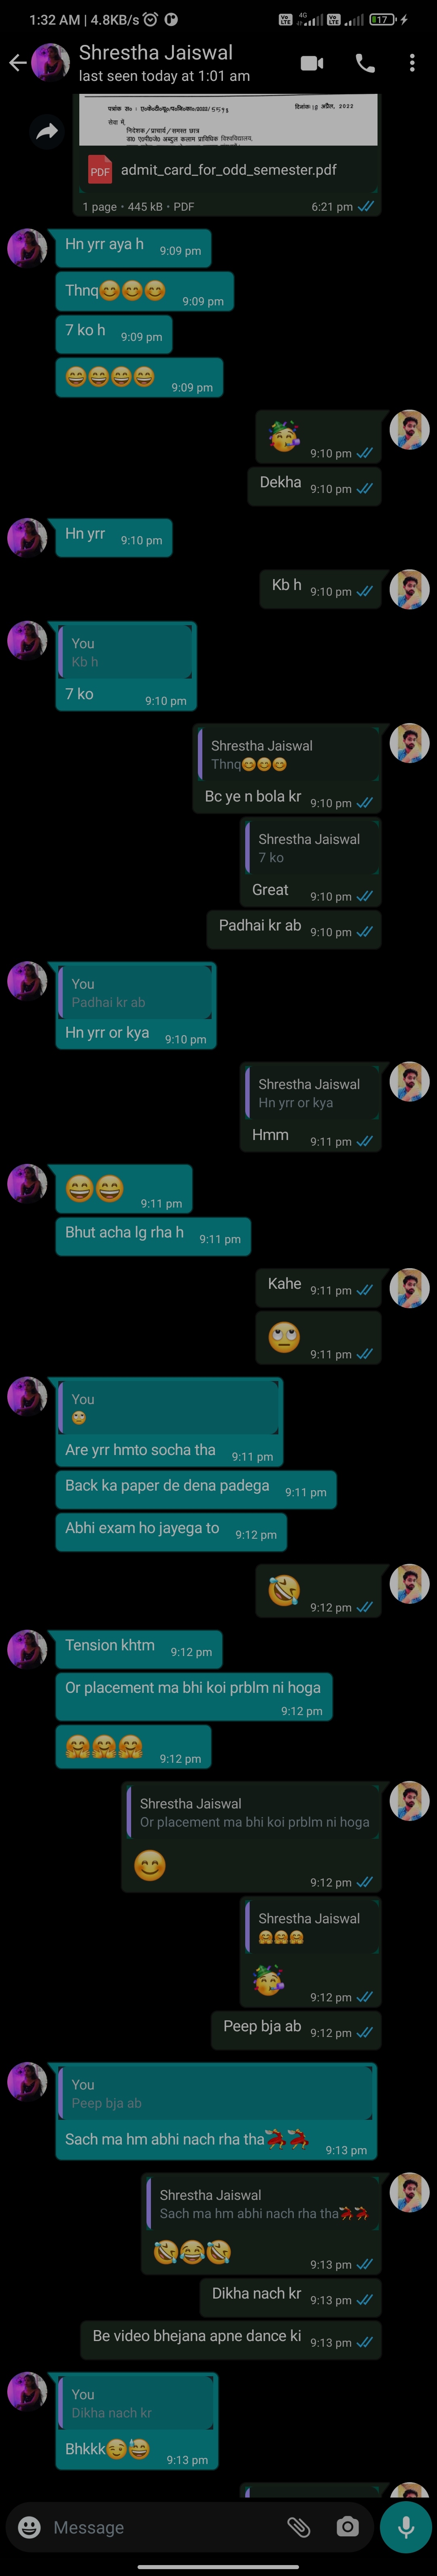 1:32 AM | 4.8KB/s
4G
17
Shrestha Jaiswal
last seen today at 1:01 am
दिनांक
2022
सेवा में,
निदेशक/प्राचार्य/समस्त छात्र
डा० ए०पी०जे० अब्दुल कलाम प्राविधिक विश्वविद्यालय,
PDF
admit_card_for_odd_semester.pdf
1 page • 445 kB • PDF
6:21 pm
Hn yrr aya h 9:09 pm
Thnq😊😊😊 9:09 pm
7 ko h 9:09 pm
😄😄😄😄 9:09 pm
🥳 9:10 pm
Dekha 9:10 pm
Hn yrr 9:10 pm
Kb h 9:10 pm
You
Kb h
7 ko 9:10 pm
Shrestha Jaiswal
Thnq😊😊😊
Bc ye n bola kr 9:10 pm
Shrestha Jaiswal
7 ko
Great 9:10 pm
Padhai kr ab 9:10 pm
You
Padhai kr ab
Hn yrr or kya 9:10 pm
Shrestha Jaiswal
Hn yrr or kya
Hmm 9:11 pm
😄😄 9:11 pm
Bhut acha lg rha h 9:11 pm
Kahe 9:11 pm
🙄 9:11 pm
You
🙄
Are yrr hmto socha tha 9:11 pm
Back ka paper de dena padega 9:11 pm
Abhi exam ho jayega to 9:12 pm
🤣 9:12 pm
Tension khtm 9:12 pm
Or placement ma bhi koi prblm ni hoga
9:12 pm
🤗🤗🤗 9:12 pm
Shrestha Jaiswal
Or placement ma bhi koi prblm ni hoga
😊 9:12 pm
Shrestha Jaiswal
🤗🤗🤗
🥳 9:12 pm
Peep bja ab 9:12 pm
You
Peep bja ab
Sach ma hm abhi nach rha tha💃💃 9:13 pm
Shrestha Jaiswal
Sach ma hm abhi nach rha tha💃💃
🤣😂🤣 9:13 pm
Dikha nach kr 9:13 pm
Be video bhejana apne dance ki 9:13 pm
You
Dikha nach kr
Bhkkk😉😅 9:13 pm
Message